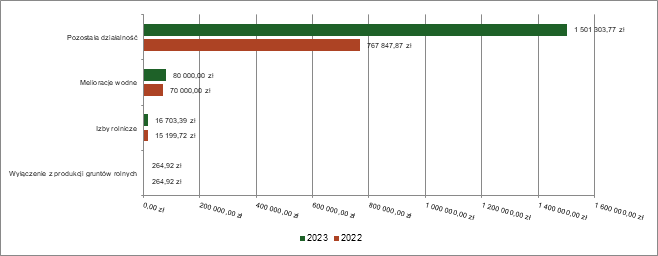 Pozostała działalność
1 501 303,77 zł
767 847,87 zł
Melioracje wodne
80 000,00 zł
70 000,00 zł
Izby rolnicze
16 703,39 zł
15 199,72 zł
Wyłączenie z produkcji gruntów rolnych
264,92 zł
264,92 zł
0,00 zł
200 000,00 zł
400 000,00 zł
600 000,00 zł
800 000,00 zł
1 000 000,00 zł
1 200 000,00 zł
1 400 000,00 zł
1 600 000,00 zł
2023
2022